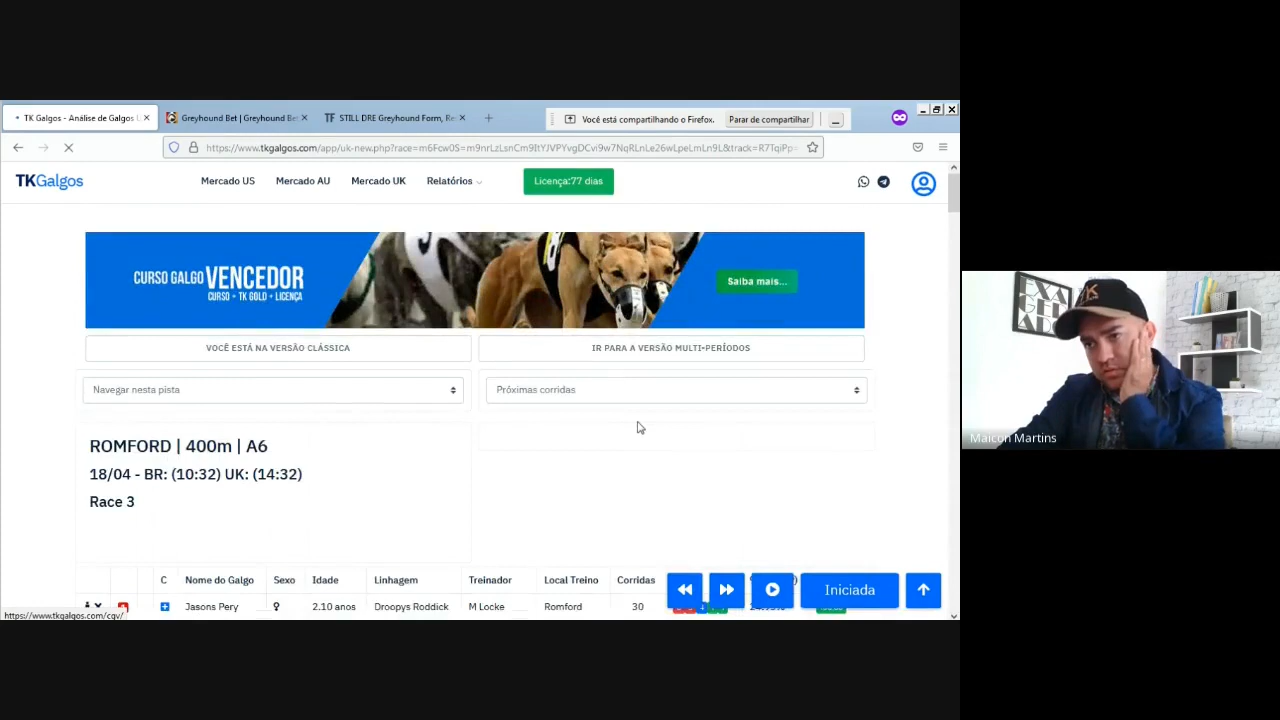 TK Galgos - Análise de Galgos
Greyhound Bet | Greyhound Be
STILL DRE Greyhound Form, Re
Você está compartilhando o Firefox.
Parar de compartilhar
TKGalgos
Mercado US
Mercado AU
Mercado UK
Relatórios
Licença:77 dias
CURSO GALGO VENCEDOR
CURSO + TK GOLD + LICENÇA
Saiba mais...
VOCÊ ESTÁ NA VERSÃO CLÁSSICA
IR PARA A VERSÃO MULTI-PERÍODOS
Navegar nesta pista
Próximas corridas
ROMFORD | 400m | A6
18/04 - BR: (10:32) UK: (14:32)
Race 3
C Nome do Galgo Sexo Idade Linhagem Treinador Local Treino Corridas
Jasons Pery 2.10 anos Droopys Roddick M Locke Romford 30
Iniciada
https://www.tkgalgos.com/cgv/
EXA
GER
ADO
Maicon Martins